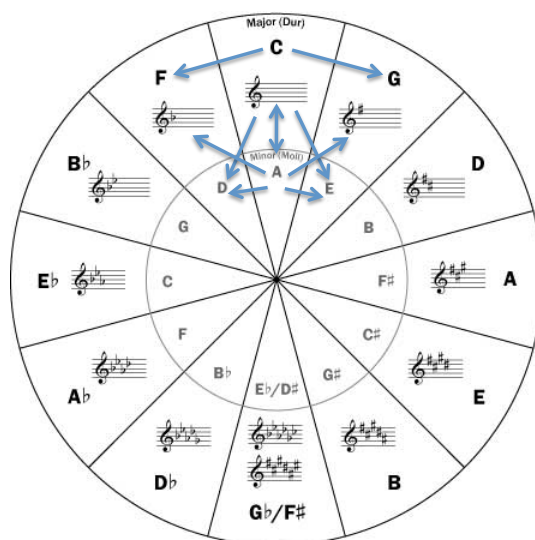 Major (Dur)
C
F
G
Minor (Moll)
A
B♭
D
D
E
G
B
E♭
C
F♯
A
F
C♯
A♭
B♭
G♯
E
E♭/D♯
D♭
B
G♭/F♯